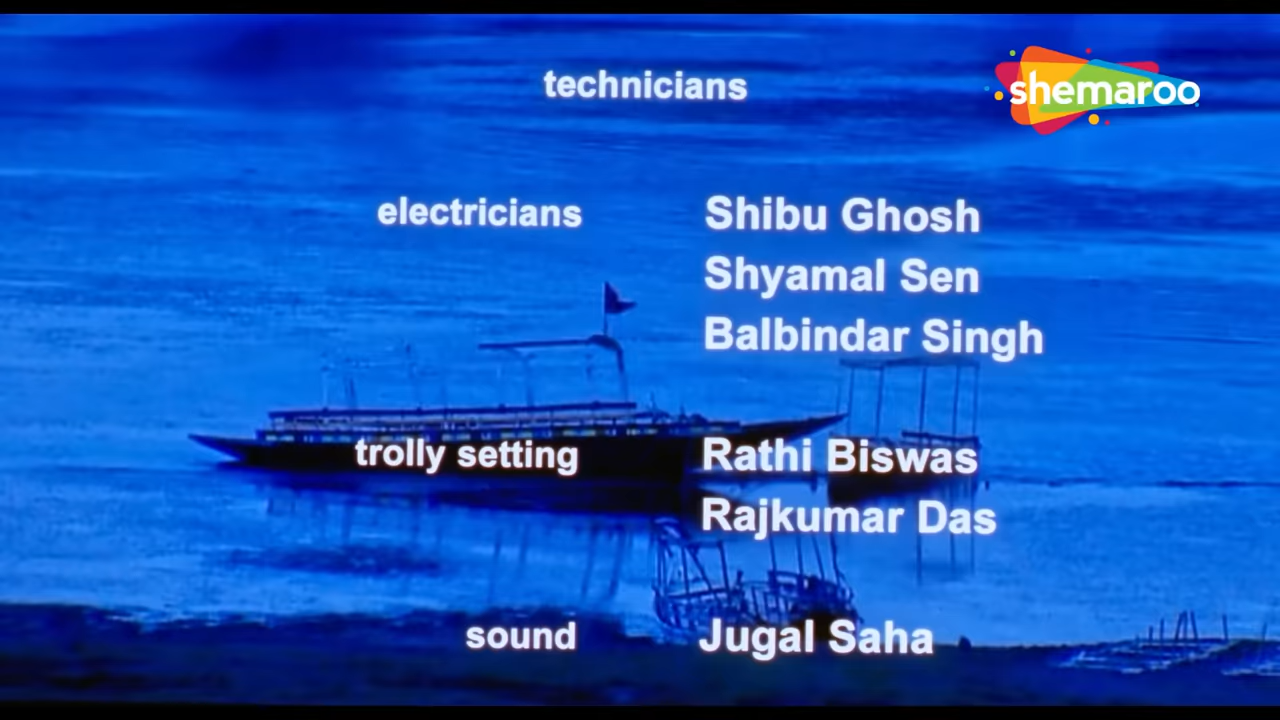 technicians
shemaroo
electricians Shibu Ghosh
Shyamal Sen
Balbindar Singh
trolly setting Rathi Biswas
Rajkumar Das
sound Jugal Saha